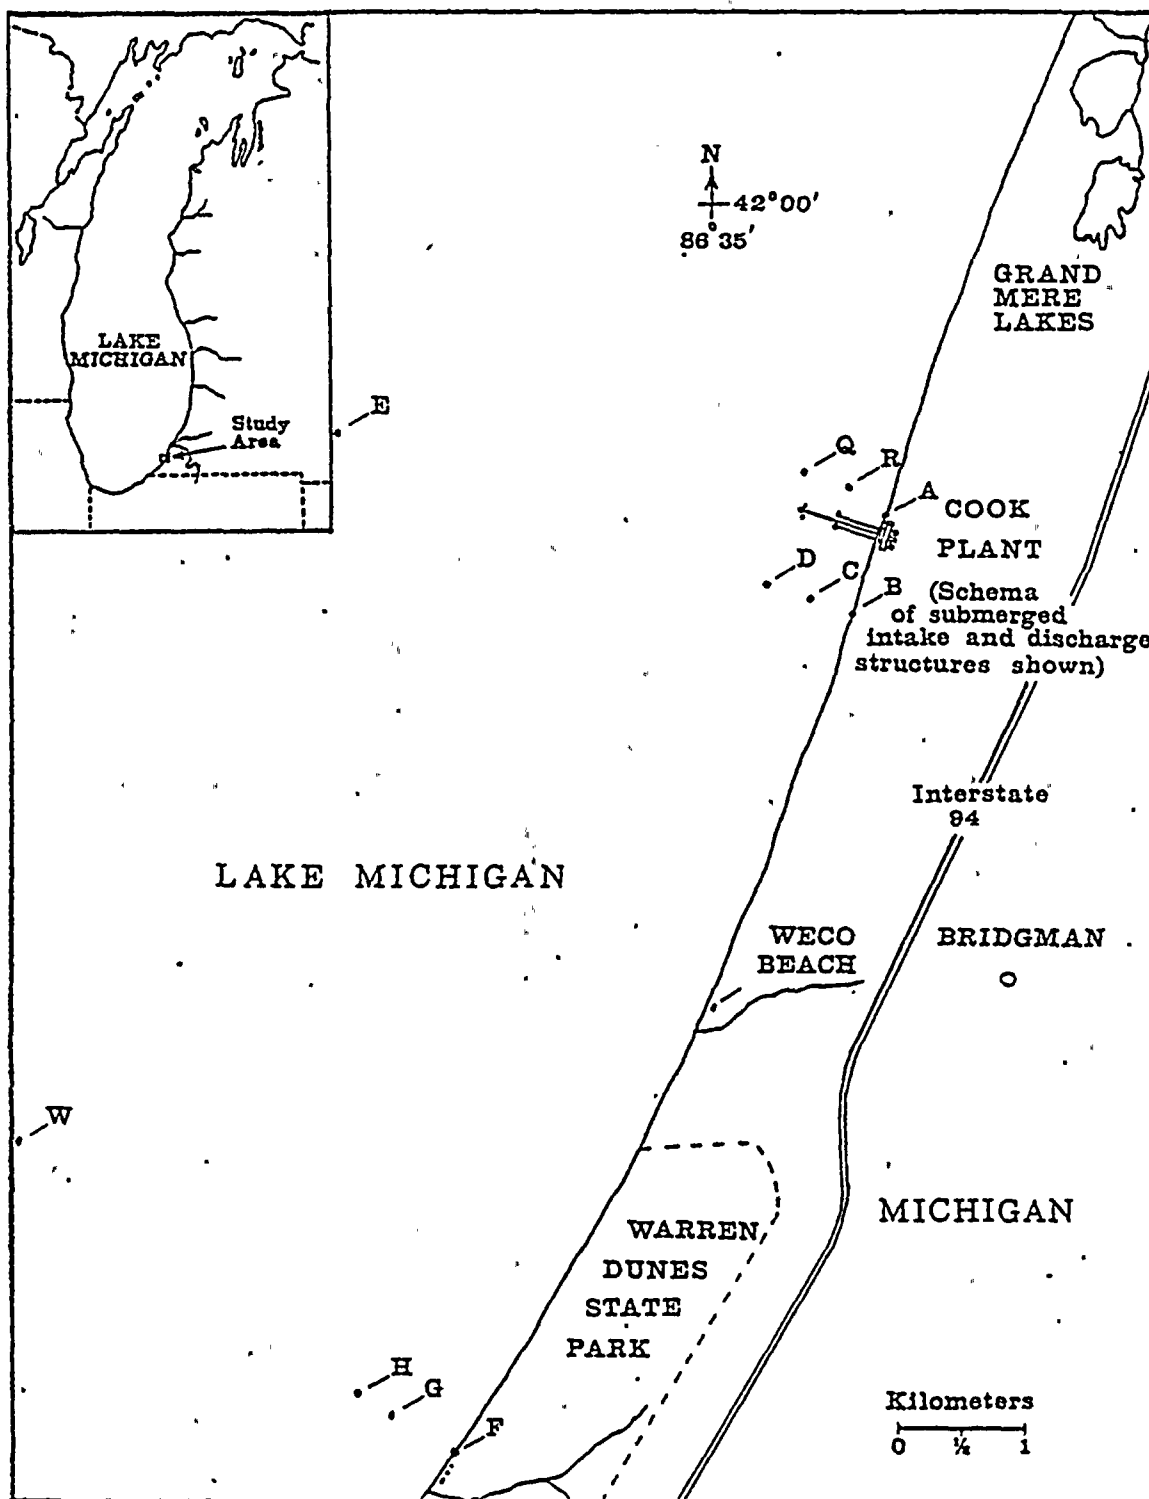 N
42°00'
86°35'
GRAND
MERE
LAKES
LAKE
MICHIGAN
Study
Area
E
Q
R
A
COOK
PLANT
D
C
B
(Schema
of submerged
intake and discharge
structures shown)
Interstate
94
LAKE MICHIGAN
WECO
BEACH
BRIDGMAN
W
MICHIGAN
WARREN
DUNES
STATE
PARK
H
G
F
Kilometers
0 ½ 1